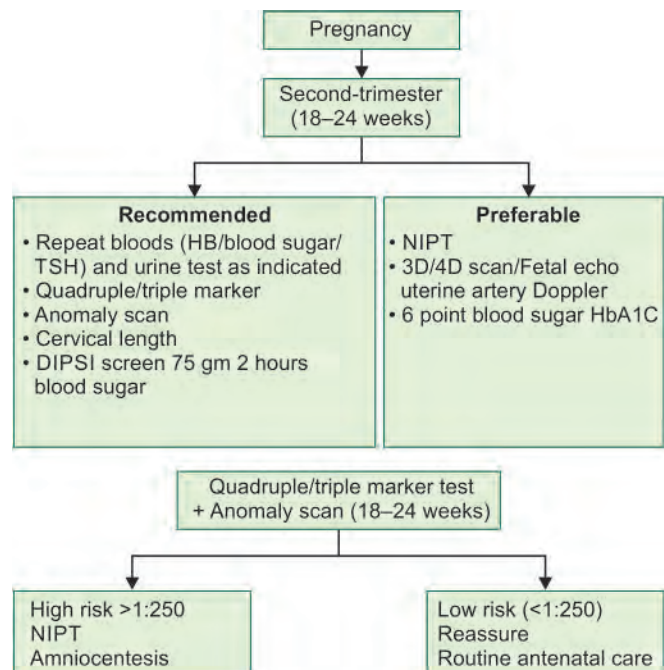 Pregnancy
Second-trimester
(18–24 weeks)
Recommended
• Repeat bloods (HB/blood sugar/
TSH) and urine test as indicated
• Quadruple/triple marker
• Anomaly scan
• Cervical length
• DIPSI screen 75 gm 2 hours
blood sugar
Preferable
• NIPT
• 3D/4D scan/Fetal echo
uterine artery Doppler
• 6 point blood sugar HbA1C
Quadruple/triple marker test
+ Anomaly scan (18–24 weeks)
High risk >1:250
NIPT
Amniocentesis
Low risk (<1:250)
Reassure
Routine antenatal care